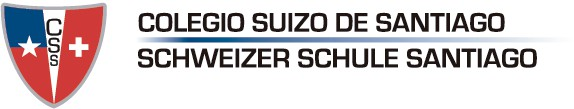 CSS
COLEGIO SUIZO DE SANTIAGO
SCHWEIZER SCHULE SANTIAGO